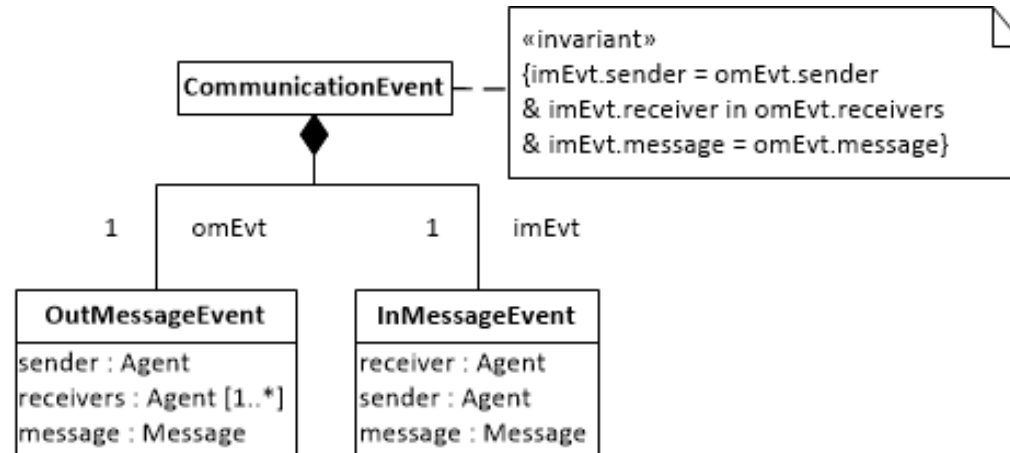 «invariant»
{imEvt.sender = omEvt.sender
& imEvt.receiver in omEvt.receivers
& imEvt.message = omEvt.message}
CommunicationEvent
1 omEvt 1 imEvt
OutMessageEvent
sender : Agent
receivers : Agent [1..*]
message : Message
InMessageEvent
receiver : Agent
sender : Agent
message : Message